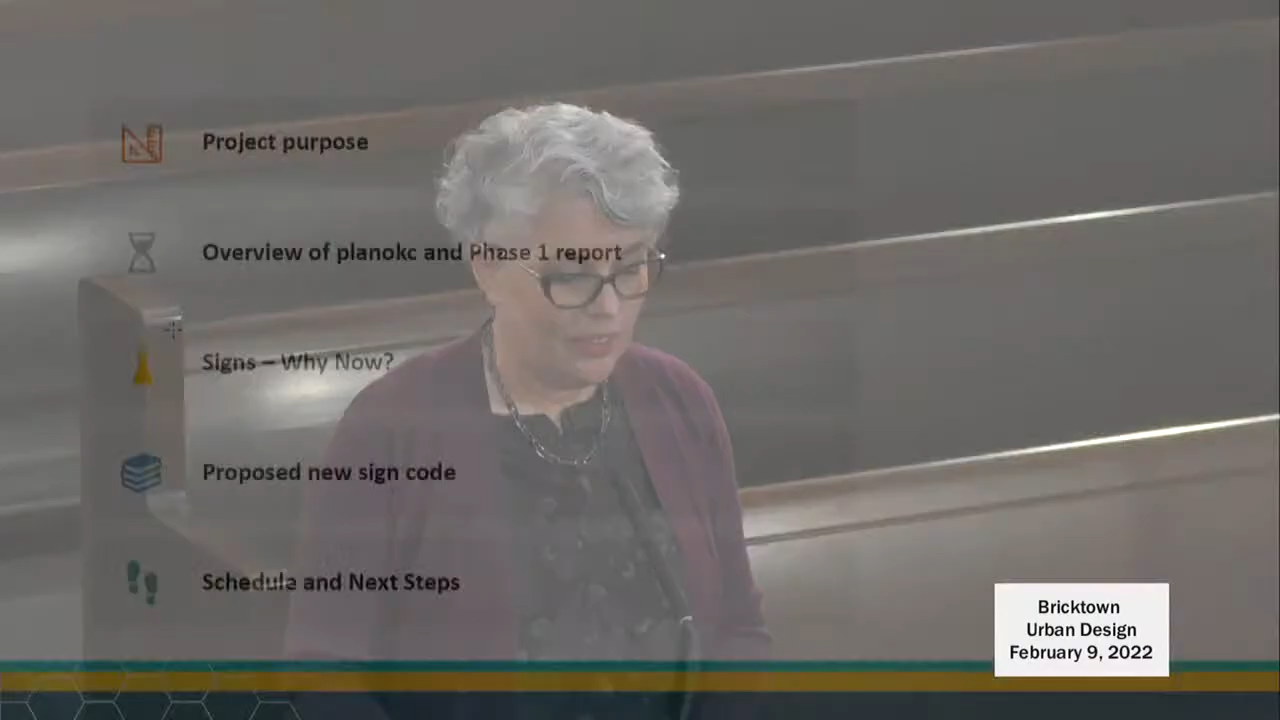 Project purpose
Overview of planokc and Phase 1 report
Signs – Why Now?
Proposed new sign code
Schedule and Next Steps
Bricktown
Urban Design
February 9, 2022